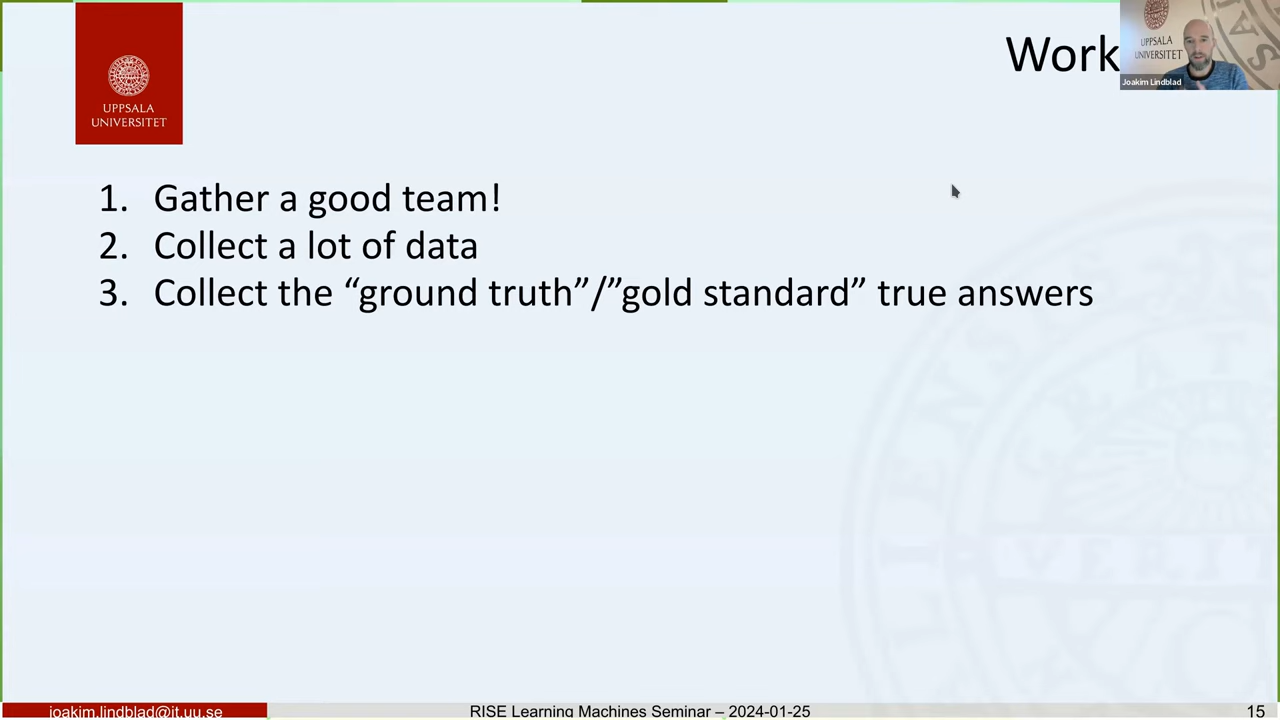 Work
UPPSALA
UNIVERSITET
Joakim Lindblad
UPPSALA
UNIVERSITET
1. Gather a good team!
2. Collect a lot of data
3. Collect the “ground truth”/”gold standard” true answers
joakim.lindblad@it.uu.se
RISE Learning Machines Seminar – 2024-01-25
15